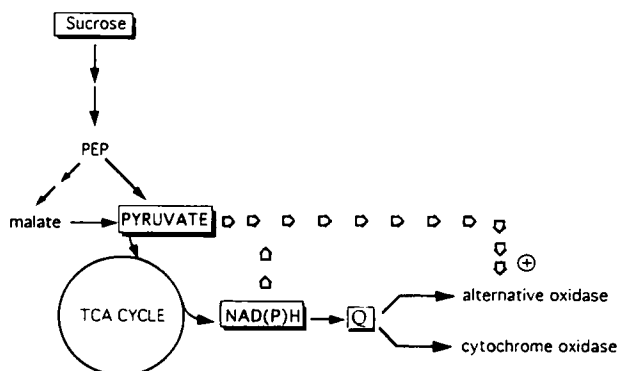 Sucrose
PEP
malate
PYRUVATE
+
TCA CYCLE
NAD(P)H
Q
alternative oxidase
cytochrome oxidase